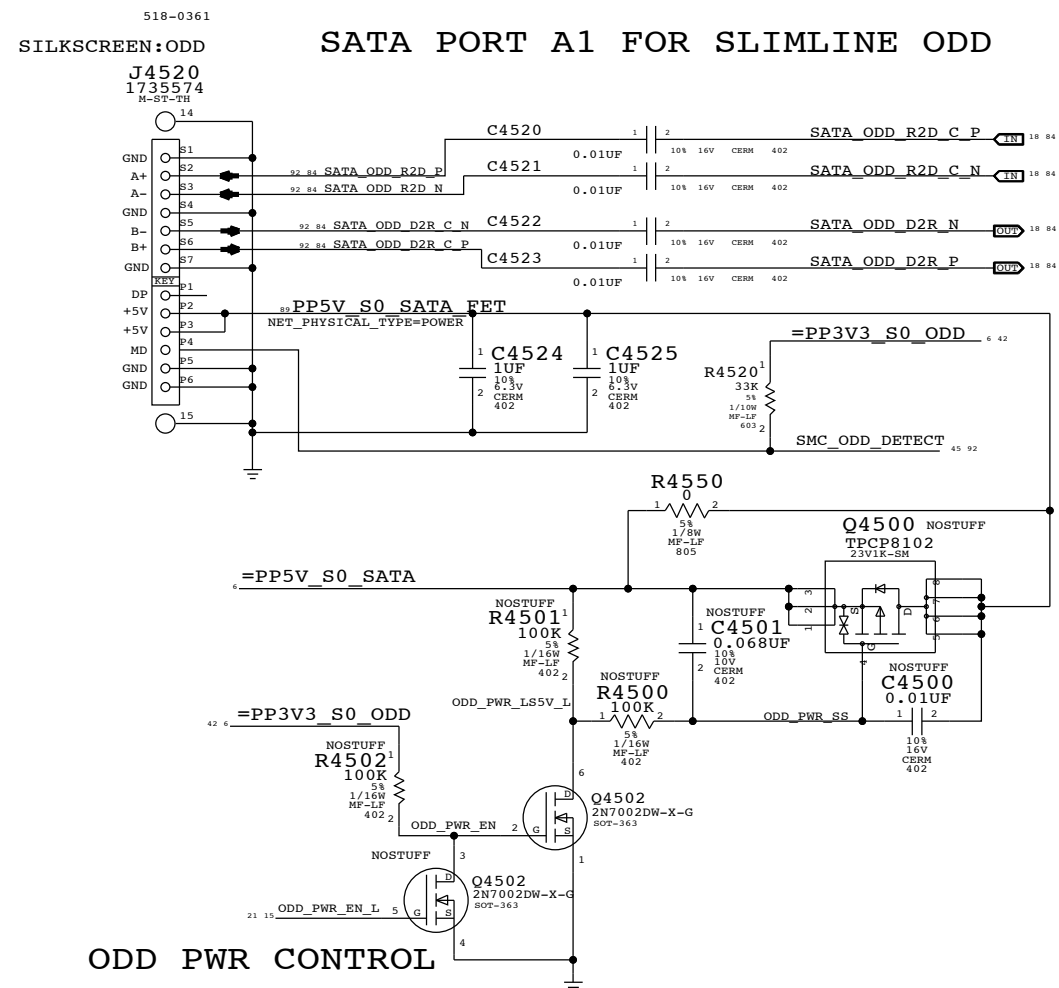 518-0361
SILKSCREEN:ODD
SATA PORT A1 FOR SLIMLINE ODD
J4520
1735574
M-ST-TH
14
GND S1
A+ S2
A- S3
GND S4
B- S5
B+ S6
GND S7
KEY
DP P1
+5V P2
+5V P3
MD P4
GND P5
GND P6
15
92 84 SATA_ODD_R2D_P
92 84 SATA_ODD_R2D_N
92 84 SATA_ODD_D2R_C_N
92 84 SATA_ODD_D2R_C_P
C4520
1 2
0.01UF
10% 16V CERM 402
SATA_ODD_R2D_C_P
IN 18 84
C4521
1 2
0.01UF
10% 16V CERM 402
SATA_ODD_R2D_C_N
IN 18 84
C4522
1 2
0.01UF
10% 16V CERM 402
SATA_ODD_D2R_N
OUT 18 84
C4523
1 2
0.01UF
10% 16V CERM 402
SATA_ODD_D2R_P
OUT 18 84
89 PP5V_S0_SATA_FET
NET_PHYSICAL_TYPE=POWER
1 C4524
1UF
10%
6.3V
2 CERM
402
1 C4525
1UF
10%
6.3V
2 CERM
402
=PP3V3_S0_ODD 6 42
R4520 1
33K
5%
1/10W
MF-LF
603 2
SMC_ODD_DETECT 45 92
R4550
0
1 2
5%
1/8W
MF-LF
805
Q4500 NOSTUFF
TPCP8102
23V1K-SM
3
2
1
S
G
D
4
8
7
6
5
6 =PP5V_S0_SATA
NOSTUFF
R4501 1
100K
5%
1/16W
MF-LF
402 2
NOSTUFF
1 C4501
0.068UF
10%
10V
2 CERM
402
ODD_PWR_LS5V_L
NOSTUFF
R4500
100K
1 2
5%
1/16W
MF-LF
402
ODD_PWR_SS
NOSTUFF
C4500
0.01UF
1 2
10%
16V
CERM
402
42 6 =PP3V3_S0_ODD
NOSTUFF
R4502 1
100K
5%
1/16W
MF-LF
402 2
ODD_PWR_EN
6
D
2 G S
1
Q4502
2N7002DW-X-G
SOT-363
NOSTUFF
3
D
5 G S
4
Q4502
2N7002DW-X-G
SOT-363
21 15 ODD_PWR_EN_L
ODD PWR CONTROL